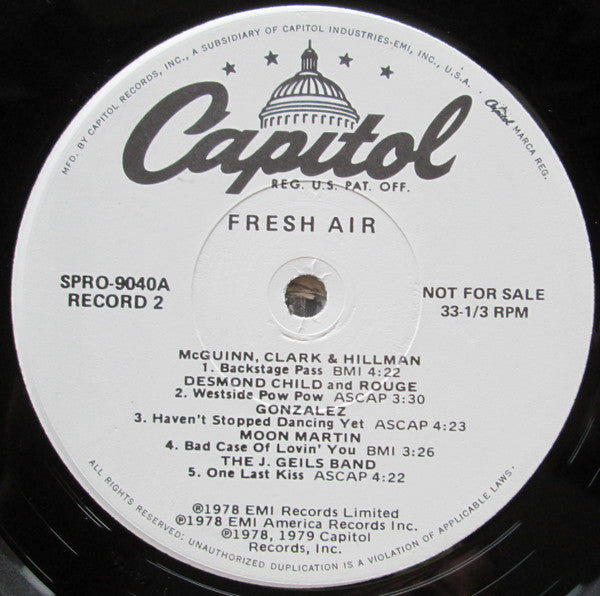 MFD. BY CAPITOL RECORDS, INC., A SUBSIDIARY OF CAPITOL INDUSTRIES-EMI, INC., U.S.A. Capitol MARCA REG.
Capitol
REG. U.S. PAT. OFF.
FRESH AIR
SPRO-9040A
RECORD 2
NOT FOR SALE
33-1/3 RPM
McGUINN, CLARK & HILLMAN
1. Backstage Pass BMI 4:22
DESMOND CHILD and ROUGE
2. Westside Pow Pow ASCAP 3:30
GONZALEZ
3. Haven't Stopped Dancing Yet ASCAP 4:23
MOON MARTIN
4. Bad Case Of Lovin' You BMI 3:26
THE J. GEILS BAND
5. One Last Kiss ASCAP 4:22
℗1978 EMI Records Limited
℗1978 EMI America Records Inc.
℗1978, 1979 Capitol
Records, Inc.
ALL RIGHTS RESERVED: UNAUTHORIZED DUPLICATION IS A VIOLATION OF APPLICABLE LAWS.